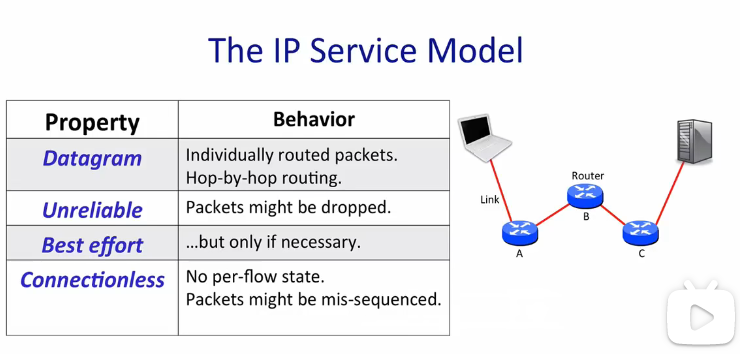 The IP Service Model
Property
Behavior
Datagram
Individually routed packets.
Hop-by-hop routing.
Unreliable
Packets might be dropped.
Best effort
…but only if necessary.
Connectionless
No per-flow state.
Packets might be mis-sequenced.
Link
Router
A
B
C